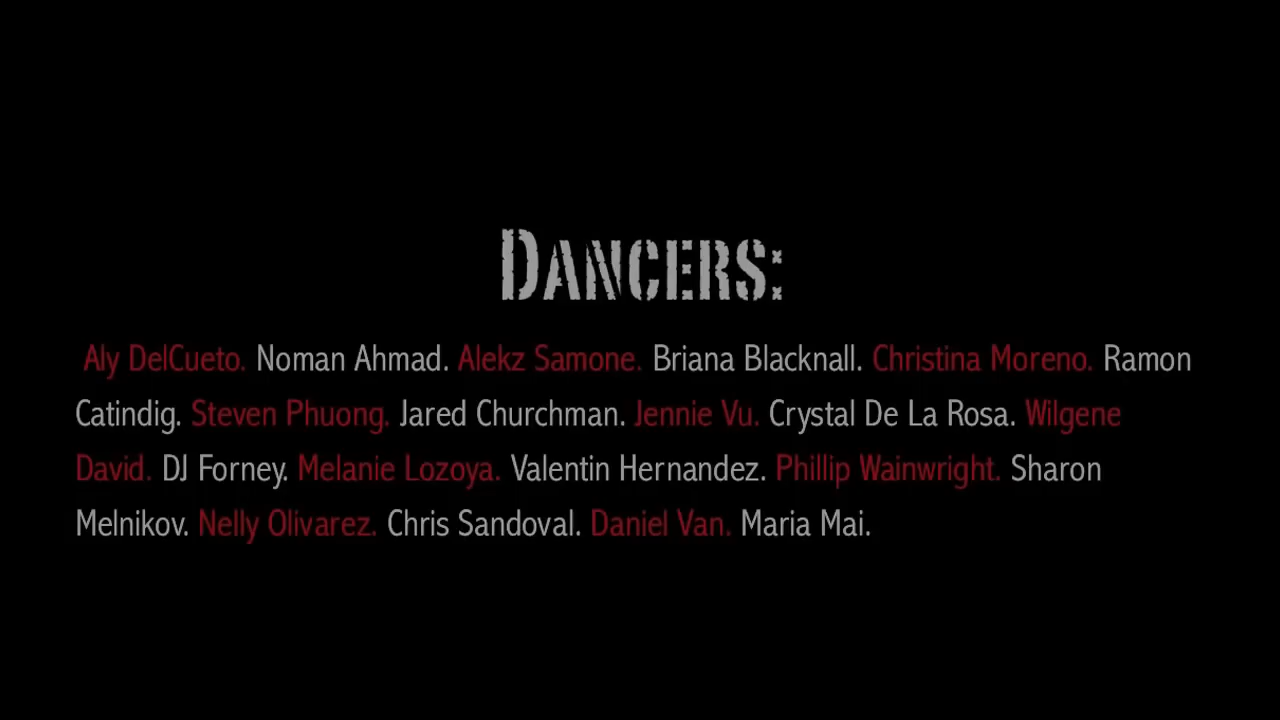 Dancers:
Aly DelCueto. Noman Ahmad. Alekz Samone. Briana Blacknall. Christina Moreno. Ramon
Catindig. Steven Phuong. Jared Churchman. Jennie Vu. Crystal De La Rosa. Wilgene
David. DJ Forney. Melanie Lozoya. Valentin Hernandez. Phillip Wainwright. Sharon
Melnikov. Nelly Olivarez. Chris Sandoval. Daniel Van. Maria Mai.